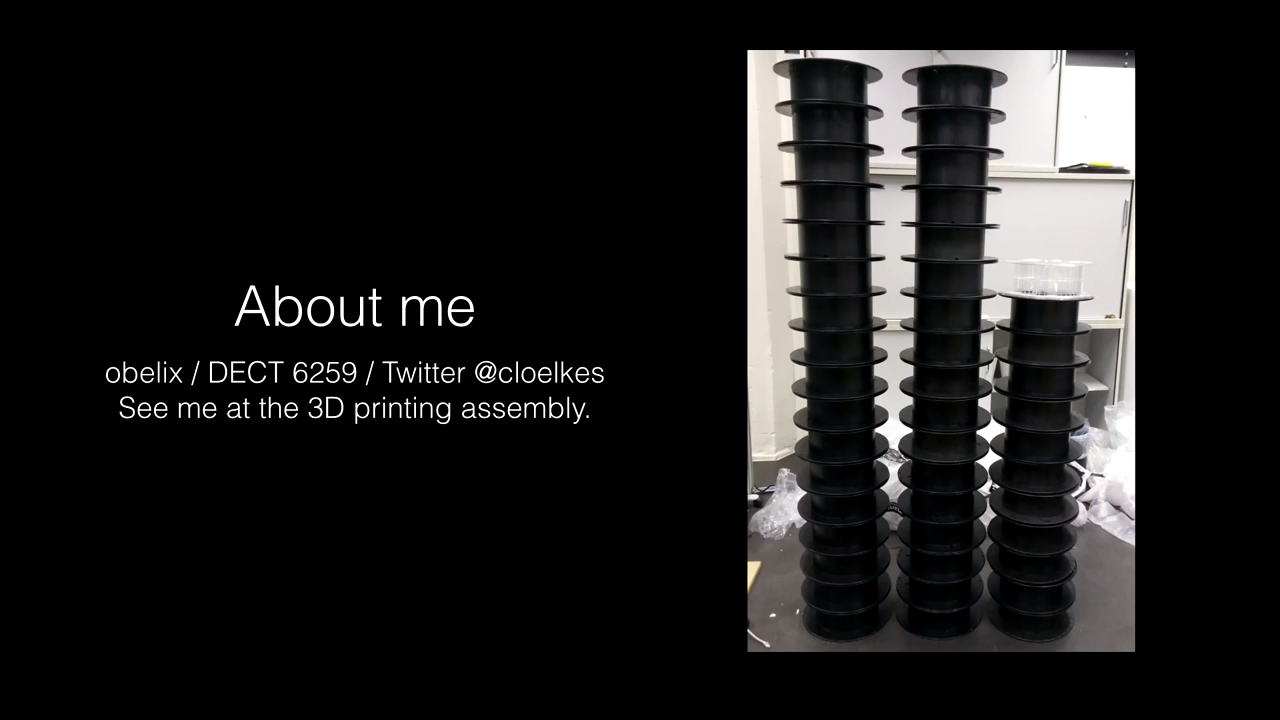 About me
obelix / DECT 6259 / Twitter @cloelkes
See me at the 3D printing assembly.